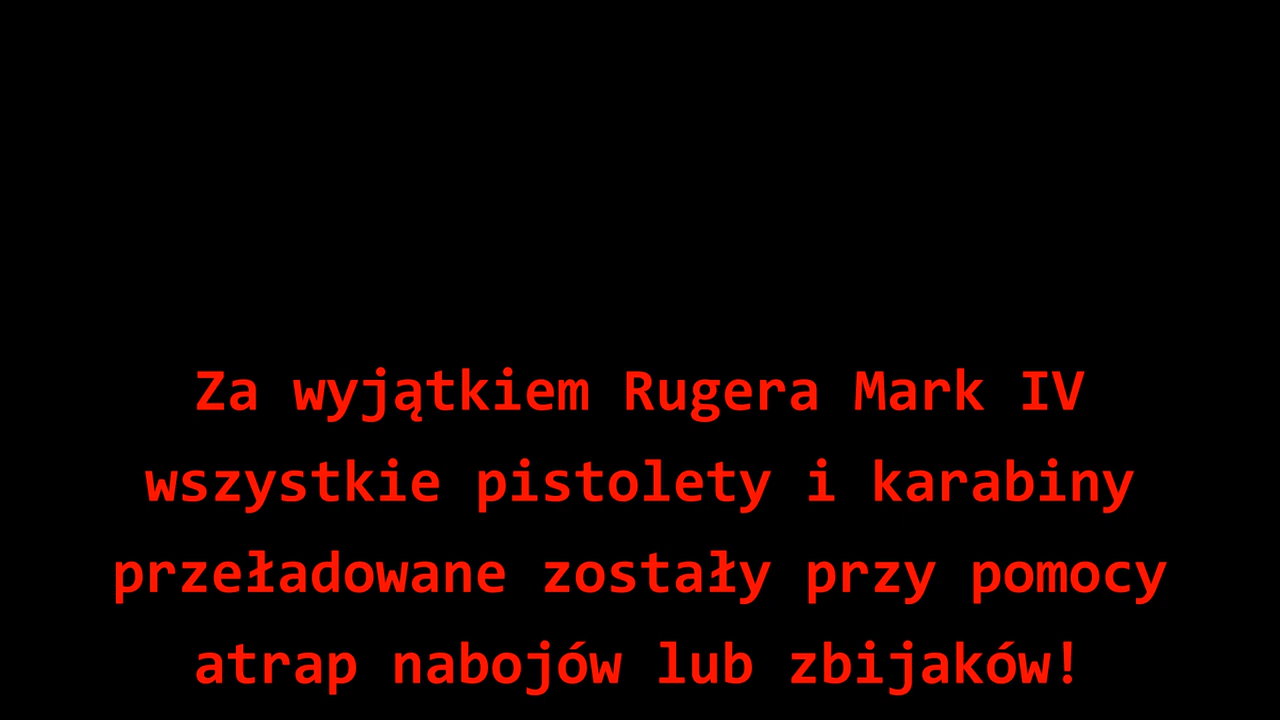 Za wyjątkiem Rugera Mark IV
wszystkie pistolety i karabiny
przeładowane zostały przy pomocy
atrap nabojów lub zbijaków!